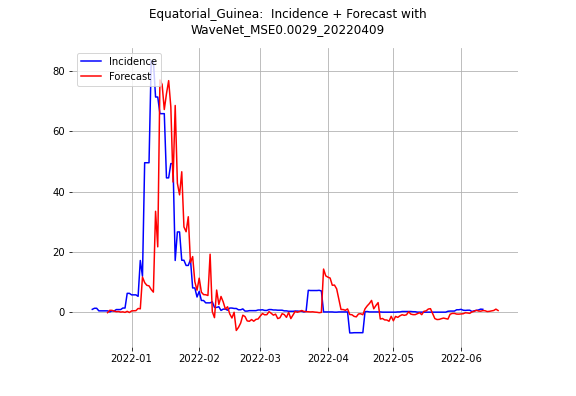 Equatorial_Guinea:  Incidence + Forecast with
WaveNet_MSE0.0029_20220409
Incidence
Forecast
80
60
40
20
0
2022-01
2022-02
2022-03
2022-04
2022-05
2022-06